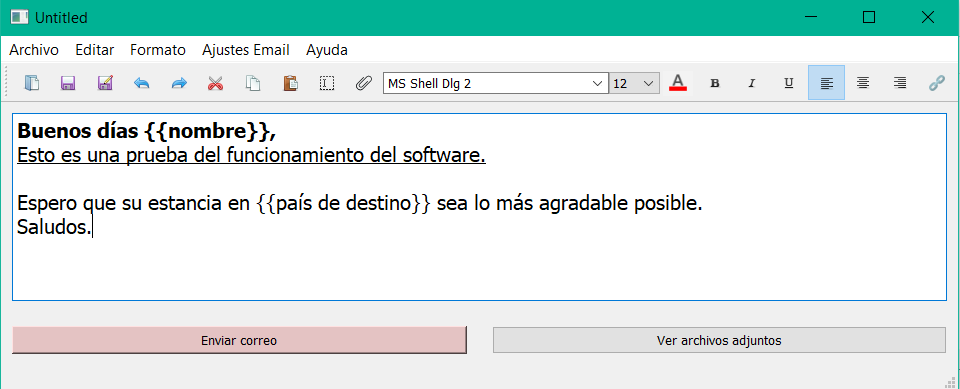 Untitled
Archivo Editar Formato Ajustes Email Ayuda
MS Shell Dlg 2 12 A B I U
Buenos días {{nombre}},
Esto es una prueba del funcionamiento del software.
Espero que su estancia en {{país de destino}} sea lo más agradable posible.
Saludos.
Enviar correo Ver archivos adjuntos